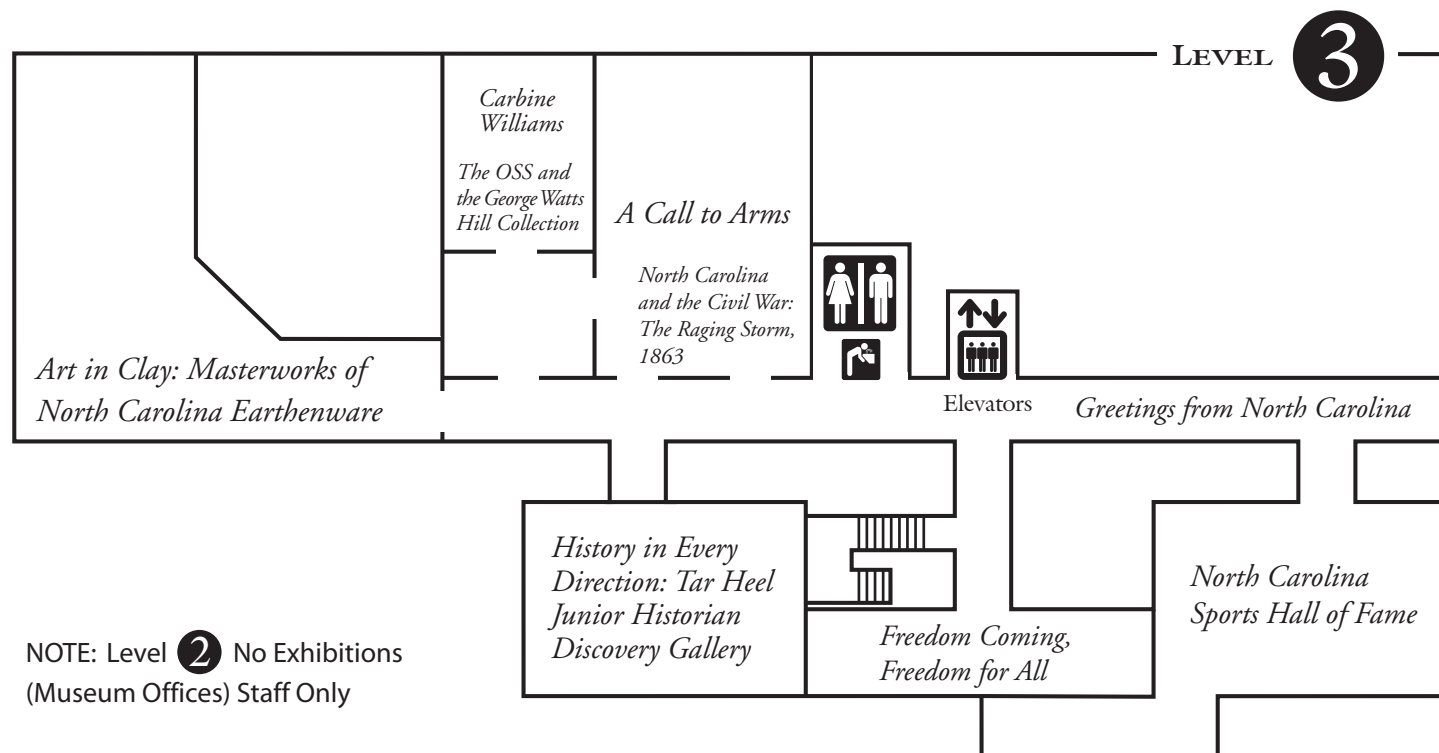 LEVEL 3
Carbine
Williams
The OSS and
the George Watts
Hill Collection
A Call to Arms
North Carolina
and the Civil War:
The Raging Storm,
1863
Art in Clay: Masterworks of
North Carolina Earthenware
Elevators
Greetings from North Carolina
History in Every
Direction: Tar Heel
Junior Historian
Discovery Gallery
Freedom Coming,
Freedom for All
North Carolina
Sports Hall of Fame
NOTE: Level 2 No Exhibitions
(Museum Offices) Staff Only